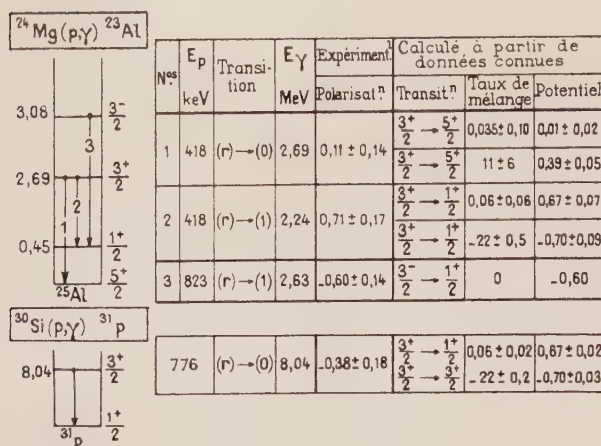 ²⁴Mg(p,γ) ²³Al
3,08 3⁻/2
3
2,69 3⁺/2
1 2
0,45 1⁺/2
²⁵Al 5⁺/2
³⁰Si(p,γ) ³¹p
8,04 3⁺/2
³¹p 1⁺/2
Nᵒˢ Ep keV Transition Eγ MeV Expériment.ˡ Polarisat.ⁿ Calculé à partir de données connues
Transit.ⁿ Taux de mélange Potentiel
1 418 (r)→(0) 2,69 0,11 ± 0,14 3⁺/2 → 5⁺/2 0,035 ± 0,10 0,01 ± 0,02
3⁺/2 → 5⁺/2 11 ± 6 0,39 ± 0,05
2 418 (r)→(1) 2,24 0,71 ± 0,17 3⁺/2 → 1⁺/2 0,06 ± 0,06 0,67 ± 0,07
3⁺/2 → 1⁺/2 -22 ± 0,5 -0,70 ± 0,09
3 823 (r)→(1) 2,63 -0,60 ± 0,14 3⁻/2 → 1⁺/2 0 -0,60
776 (r)→(0) 8,04 -0,38 ± 0,18 3⁺/2 → 1⁺/2 0,06 ± 0,02 0,67 ± 0,02
3⁺/2 → 3⁺/2 -22 ± 0,2 -0,70 ± 0,03